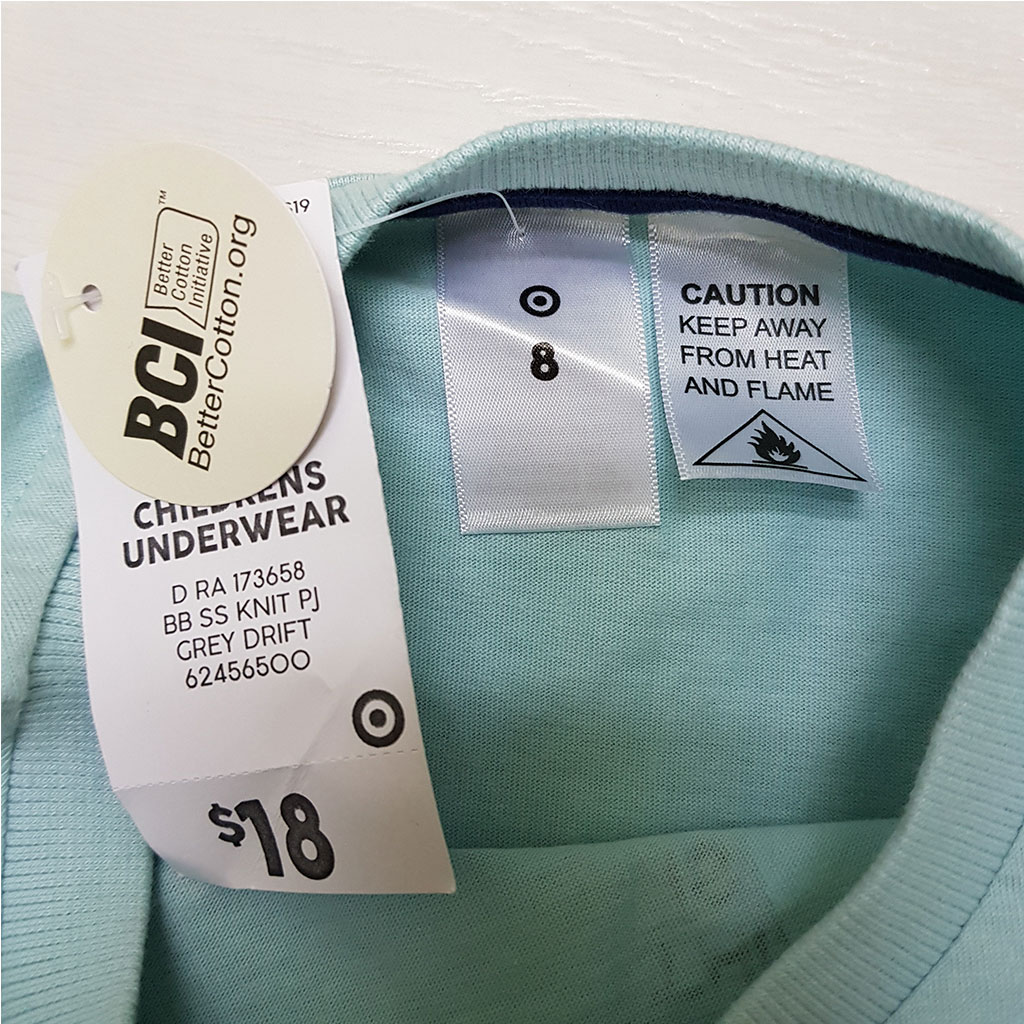 BCI
Better
Cotton
Initiative
™
BetterCotton.org
CHILDRENS
UNDERWEAR
D RA 173658
BB SS KNIT PJ
GREY DRIFT
62456500
$18
8
CAUTION
KEEP AWAY
FROM HEAT
AND FLAME